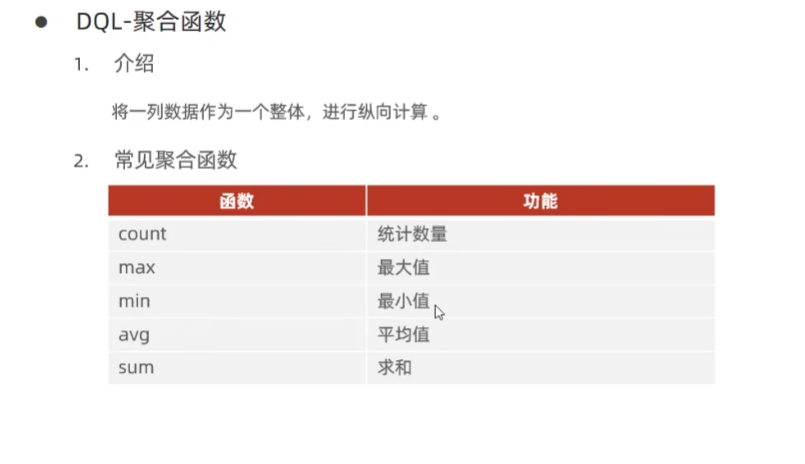 ● DQL-聚合函数
1. 介绍
将一列数据作为一个整体，进行纵向计算 。
2. 常见聚合函数
函数 功能
count 统计数量
max 最大值
min 最小值
avg 平均值
sum 求和